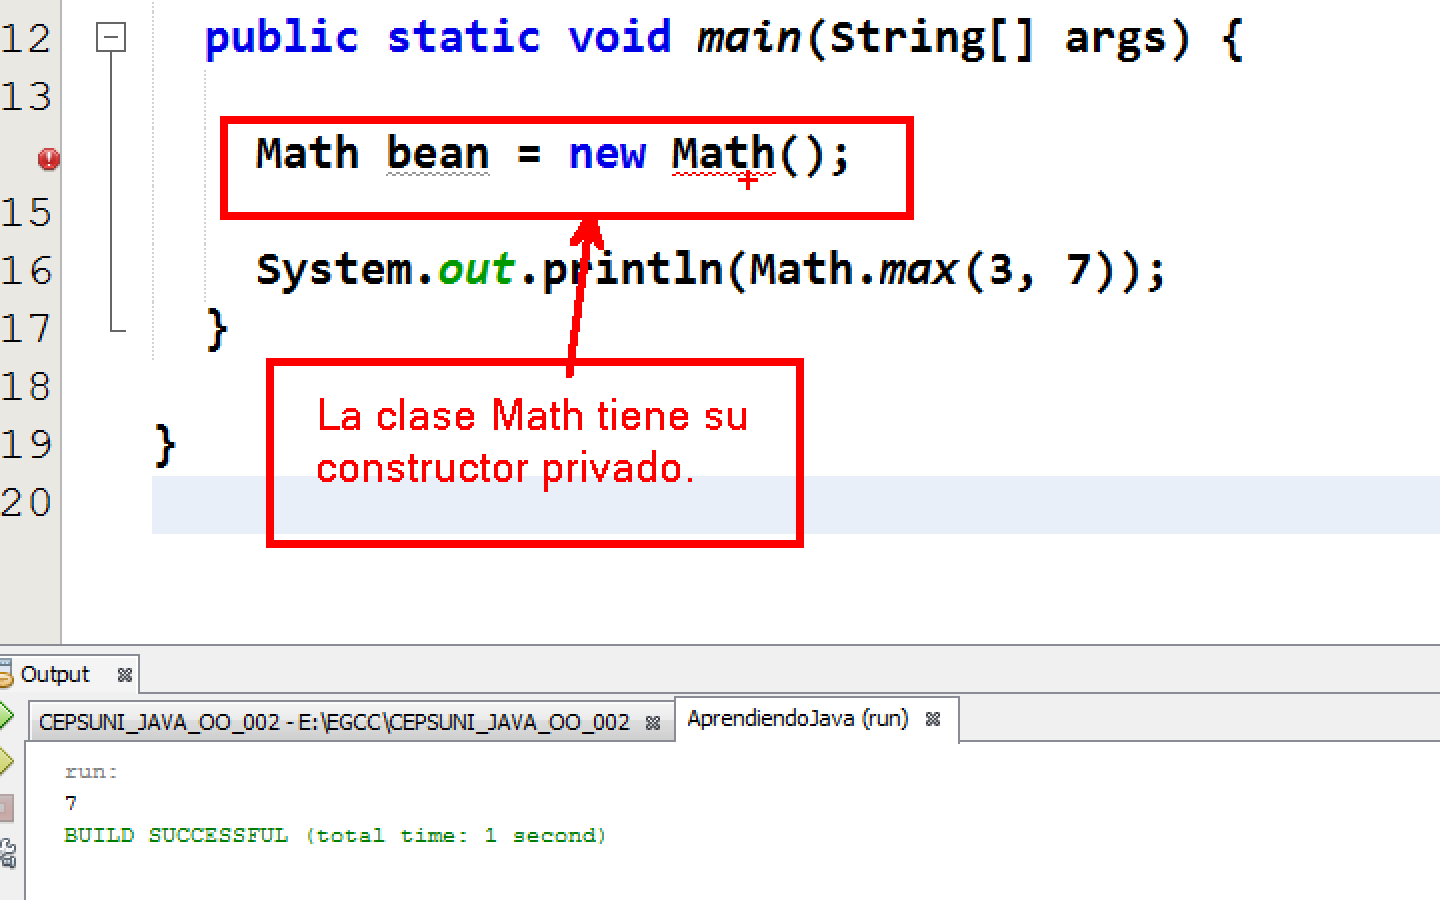 12 public static void main(String[] args) {
13
Math bean = new Math();
15
16 System.out.println(Math.max(3, 7));
17 }
18
La clase Math tiene su
19 }
constructor privado.
20
Output
CEPSUNI_JAVA_OO_002 - E:\EGCC\CEPSUNI_JAVA_OO_002 AprendiendoJava (run)
run:
7
BUILD SUCCESSFUL (total time: 1 second)